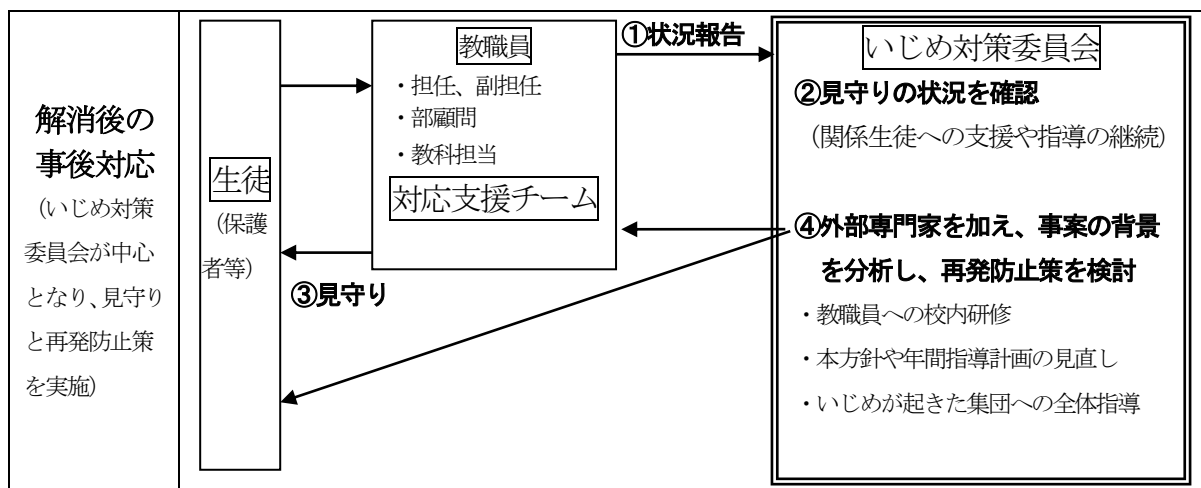 解消後の
事後対応
(いじめ対策
委員会が中心
となり、見守り
と再発防止策
を実施)
生徒
(保護
者等)
教職員
・担任、副担任
・部顧問
・教科担当
対応支援チーム
①状況報告
③見守り
いじめ対策委員会
②見守りの状況を確認
(関係生徒への支援や指導の継続)
④外部専門家を加え、事案の背景
を分析し、再発防止策を検討
・教職員への校内研修
・本方針や年間指導計画の見直し
・いじめが起きた集団への全体指導